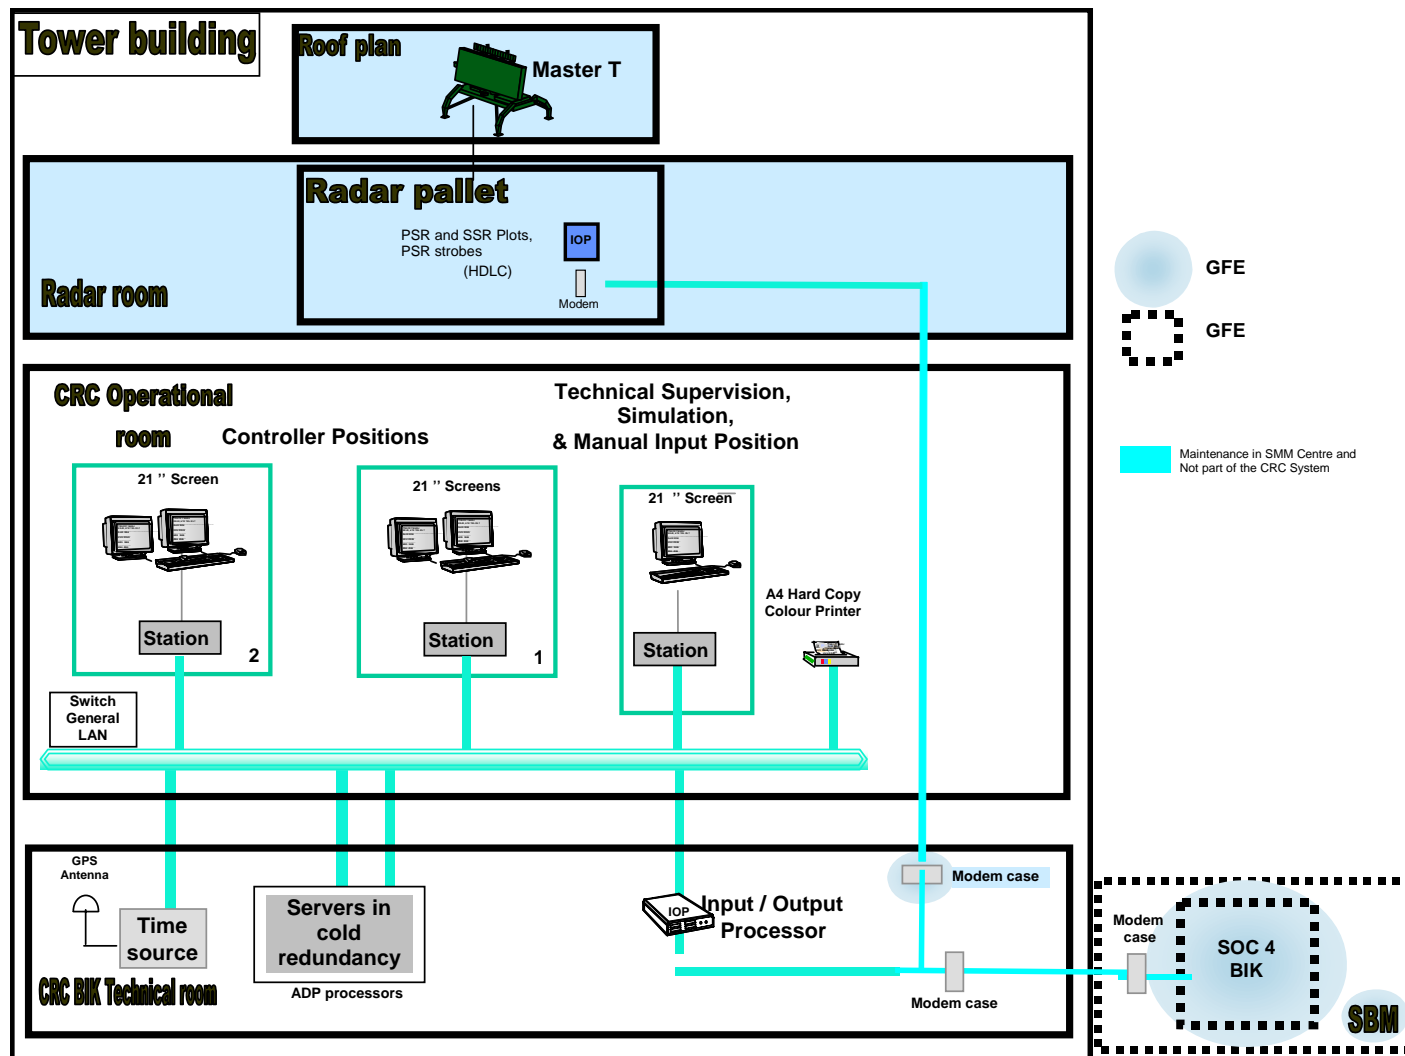 Tower building
Roof plan
Master T
Radar pallet
PSR and SSR Plots,
PSR strobes
(HDLC)
IOP
Modem
Radar room
GFE
GFE
Maintenance in SMM Centre and
Not part of the CRC System
CRC Operational
room
Controller Positions
Technical Supervision,
Simulation,
& Manual Input Position
21 ’’ Screen
21 ’’ Screens
21 ’’ Screen
A4 Hard Copy
Colour Printer
Station
2
Station
1
Station
Switch
General
LAN
GPS
Antenna
Time
source
Servers in
cold
redundancy
ADP processors
IOP
Input / Output
Processor
Modem case
Modem case
CRC BIK Technical room
Modem
case
SOC 4
BIK
SBM